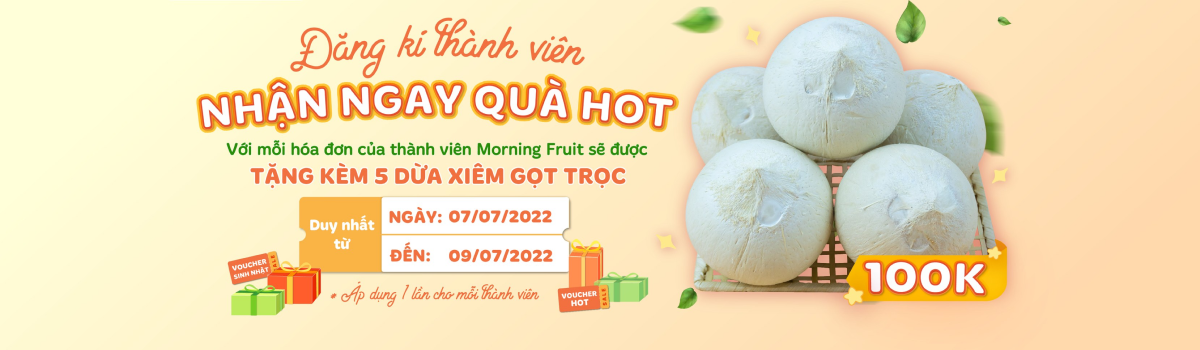 Đăng kí thành viên
NHẬN NGAY QUÀ HOT
Với mỗi hóa đơn của thành viên Morning Fruit sẽ được
TẶNG KÈM 5 DỪA XIÊM GỌT TRỌC
Duy nhất
từ
NGÀY: 07/07/2022
ĐẾN: 09/07/2022
• Áp dụng 1 lần cho mỗi thành viên
VOUCHER
SINH NHẬT
VOUCHER
HOT
SALE
100K